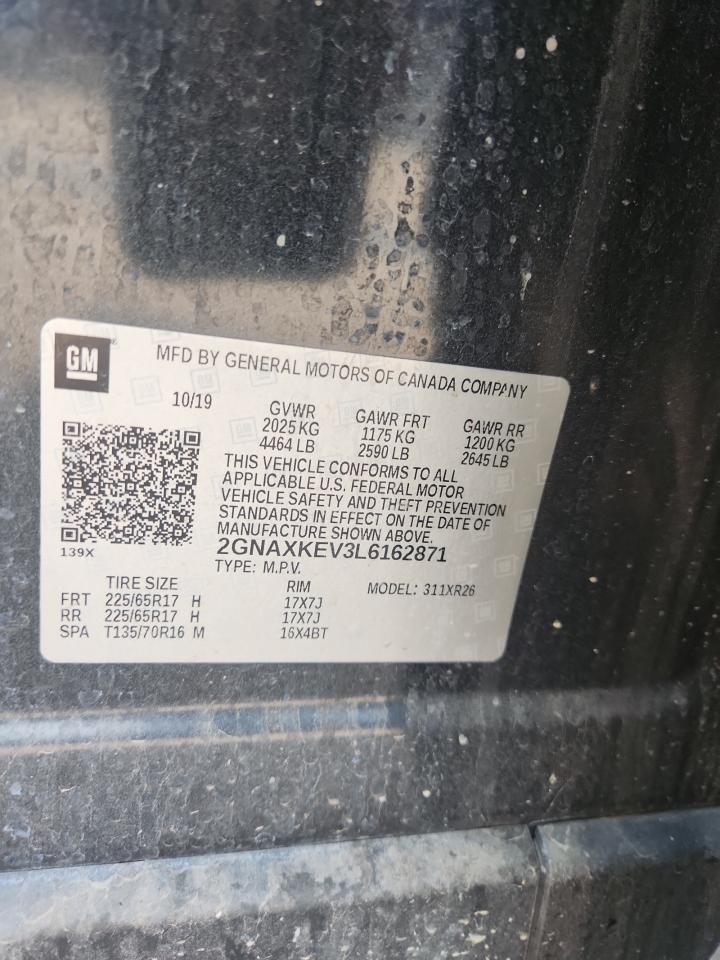 GM
MFD BY GENERAL MOTORS OF CANADA COMPANY
10/19
GVWR GAWR FRT GAWR RR
2025 KG 1175 KG 1200 KG
4464 LB 2590 LB 2645 LB
THIS VEHICLE CONFORMS TO ALL
APPLICABLE U.S. FEDERAL MOTOR
VEHICLE SAFETY AND THEFT PREVENTION
STANDARDS IN EFFECT ON THE DATE OF
MANUFACTURE SHOWN ABOVE.
139X
2GNAXKEV3L6162871
TYPE: M.P.V.
TIRE SIZE RIM MODEL: 311XR26
FRT 225/65R17 H 17X7J
RR 225/65R17 H 17X7J
SPA T135/70R16 M 16X4BT